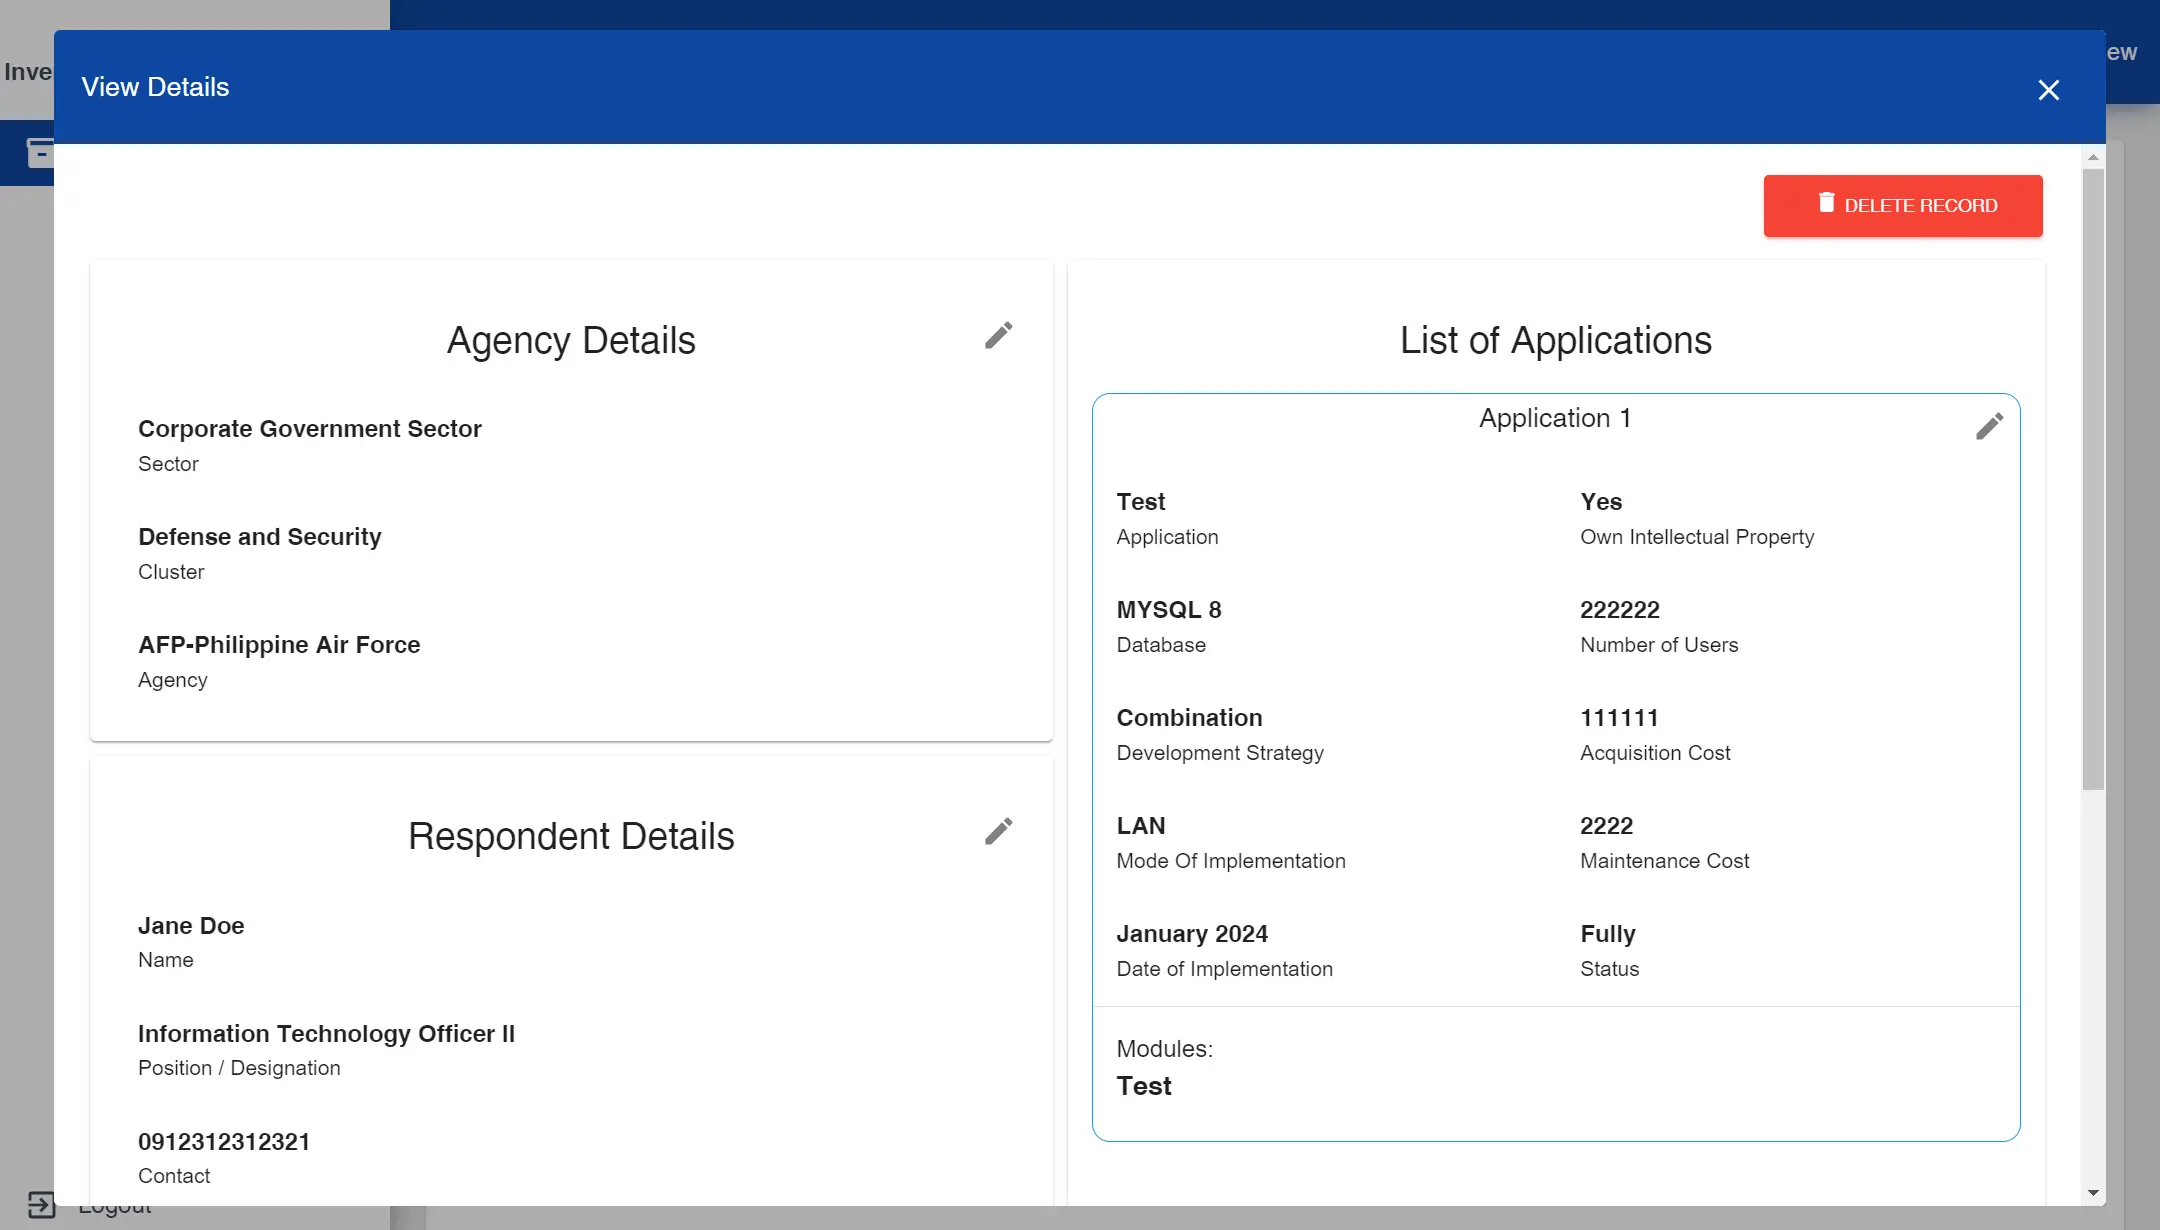 Inve
ew
View Details
DELETE RECORD
Agency Details
Corporate Government Sector
Sector
Defense and Security
Cluster
AFP-Philippine Air Force
Agency
Respondent Details
Jane Doe
Name
Information Technology Officer II
Position / Designation
0912312312321
Contact
List of Applications
Application 1
Test
Application
Yes
Own Intellectual Property
MYSQL 8
Database
222222
Number of Users
Combination
Development Strategy
111111
Acquisition Cost
LAN
Mode Of Implementation
2222
Maintenance Cost
January 2024
Date of Implementation
Fully
Status
Modules:
Test
Logout